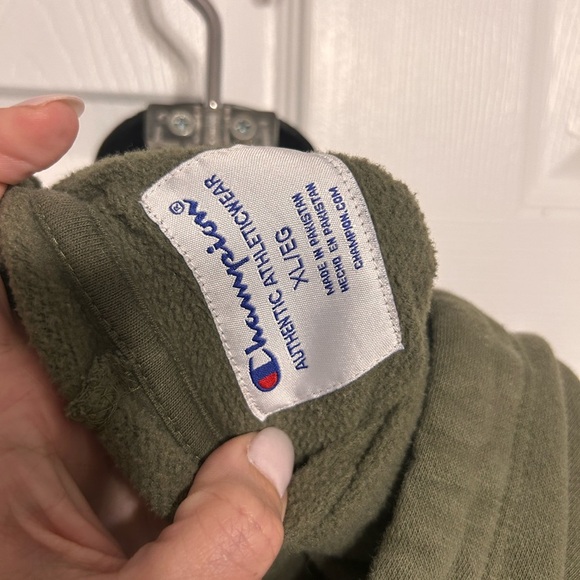 Champion®
AUTHENTIC ATHLETICWEAR
XL/EG
MADE IN PAKISTAN
HECHO EN PAKISTAN
CHAMPION.COM